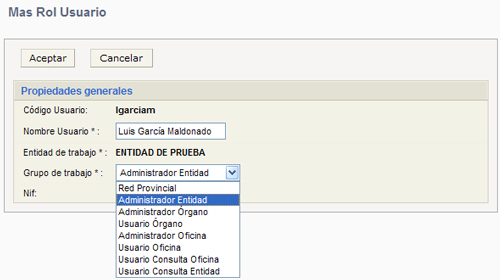 Mas Rol Usuario
Aceptar Cancelar
Propiedades generales
Código Usuario: lgarciam
Nombre Usuario * : Luis García Maldonado
Entidad de trabajo * : ENTIDAD DE PRUEBA
Grupo de trabajo * : Administrador Entidad
Nif:
Red Provincial
Administrador Entidad
Administrador Órgano
Usuario Órgano
Administrador Oficina
Usuario Oficina
Usuario Consulta Oficina
Usuario Consulta Entidad